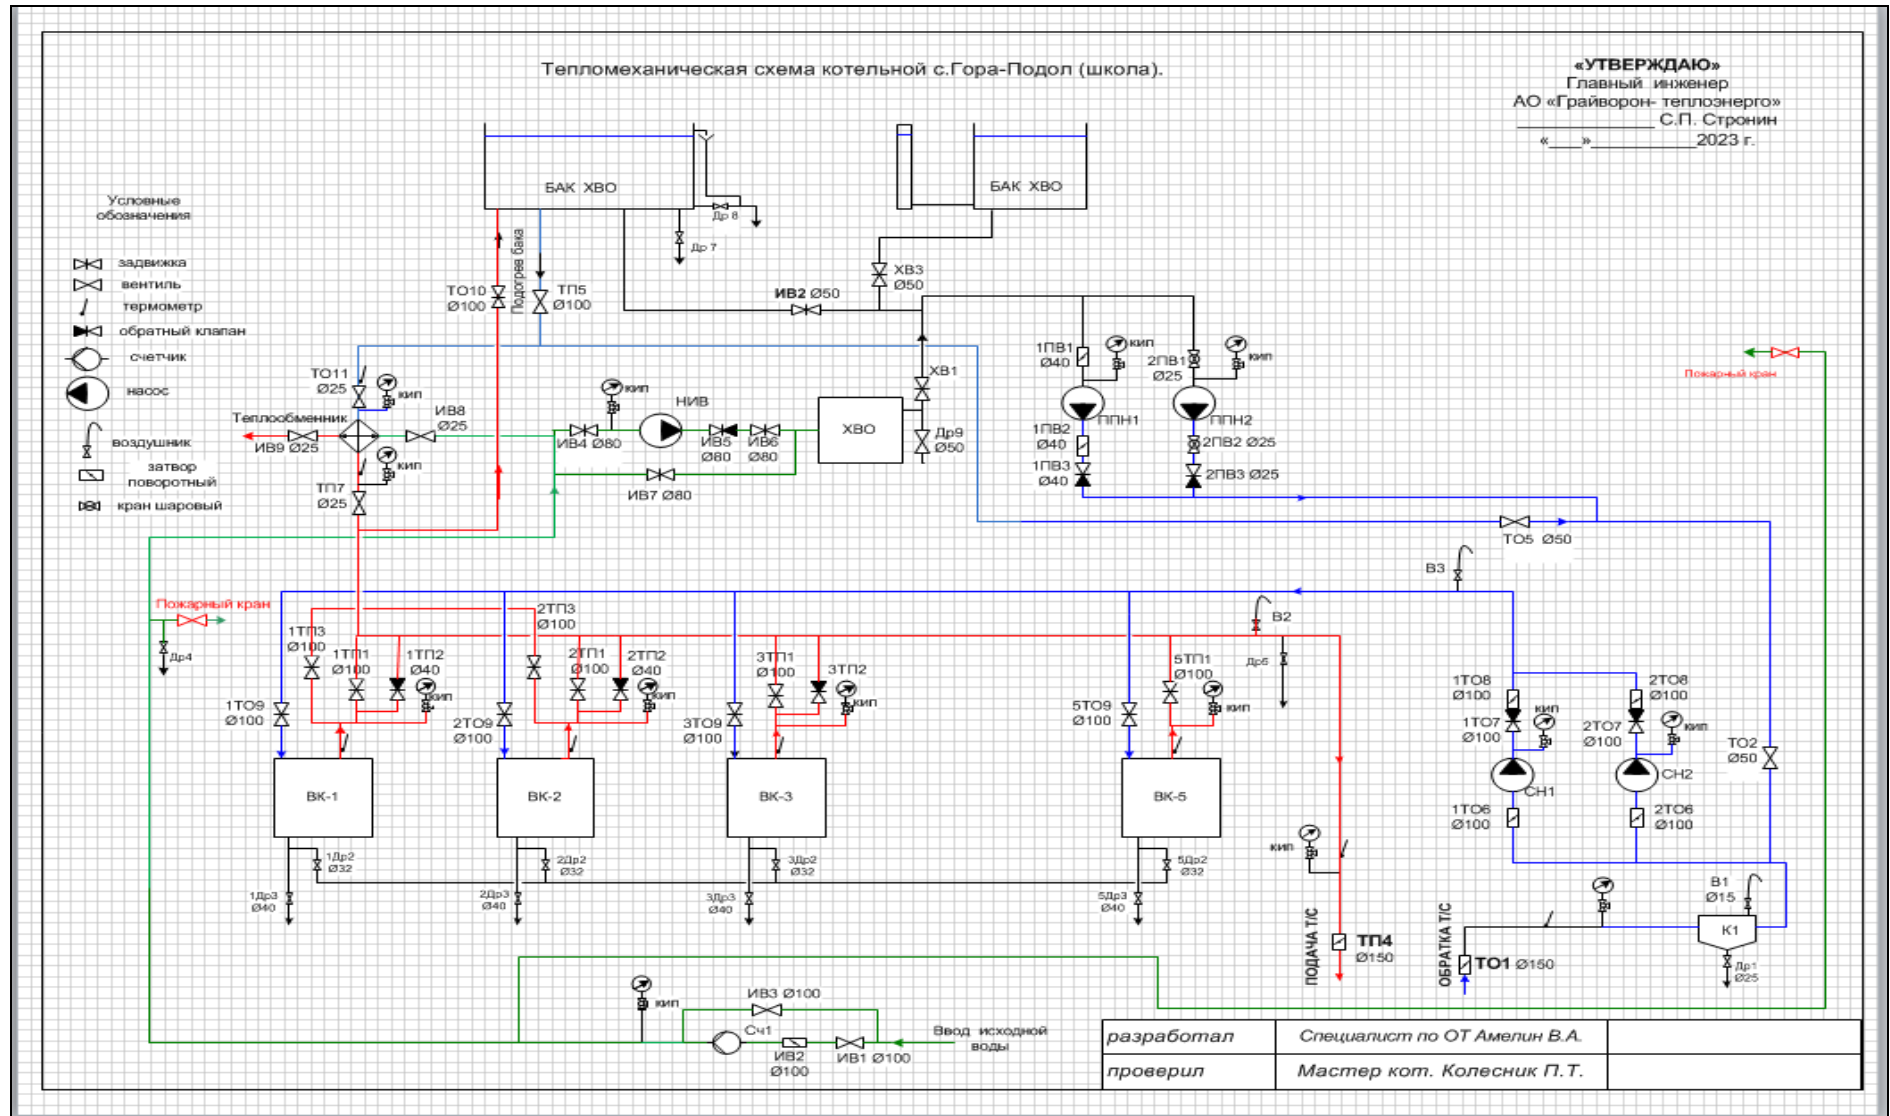 Тепломеханическая схема котельной с.Гора-Подол (школа).
«УТВЕРЖДАЮ»
Главный инженер
АО «Грайворон- теплоэнерго»
_______________ С.П. Стронин
«____»____________2023 г.
Условные
обозначения
задвижка
вентиль
термометр
обратный клапан
счетчик
насос
воздушник
затвор
поворотный
кран шаровый
БАК ХВО
Др 8
Др 7
БАК ХВО
ХВ3
Ø50
ИВ2 Ø50
ТО10
Ø100
Подогрев бака
ТП5
Ø100
ТО11
Ø25
кип
Теплообменник
ИВ9 Ø25
ИВ8
Ø25
кип
ТП7
Ø25
кип
НИВ
ИВ4 Ø80
ИВ5
Ø80
ИВ6
Ø80
ИВ7 Ø80
ХВО
ХВ1
Др9
Ø50
1ПВ1
Ø40
кип
2ПВ1
Ø25
кип
ППН1
ППН2
1ПВ2
Ø40
2ПВ2 Ø25
1ПВ3
Ø40
2ПВ3 Ø25
Пожарный кран
ТО5 Ø50
В3
Пожарный кран
Др4
1ТП3
Ø100
1ТП1
Ø100
1ТП2
Ø40
кип
2ТП3
Ø100
2ТП1
Ø100
2ТП2
Ø40
кип
3ТП1
Ø100
3ТП2
кип
5ТП1
Ø100
кип
В2
Др5
1ТО9
Ø100
2ТО9
Ø100
3ТО9
Ø100
5ТО9
Ø100
1ТО8
Ø100
2ТО8
Ø100
1ТО7
Ø100
кип
2ТО7
Ø100
кип
ТО2
Ø50
СН1
СН2
1ТО6
Ø100
2ТО6
Ø100
ВК-1
ВК-2
ВК-3
ВК-5
1Др2
Ø32
2Др2
Ø32
3Др2
Ø32
5Др2
Ø32
1Др3
Ø40
2Др3
Ø40
3Др3
Ø40
5Др3
Ø40
кип
ПОДАЧА Т/С
ТП4
Ø150
ОБРАТКА Т/С
ТО1 Ø150
В1
Ø15
К1
Др1
Ø25
кип
ИВ3 Ø100
Сч1
ИВ2
Ø100
ИВ1 Ø100
Ввод исходной
воды
разработал Специалист по ОТ Амелин В.А.
проверил Мастер кот. Колесник П.Т.